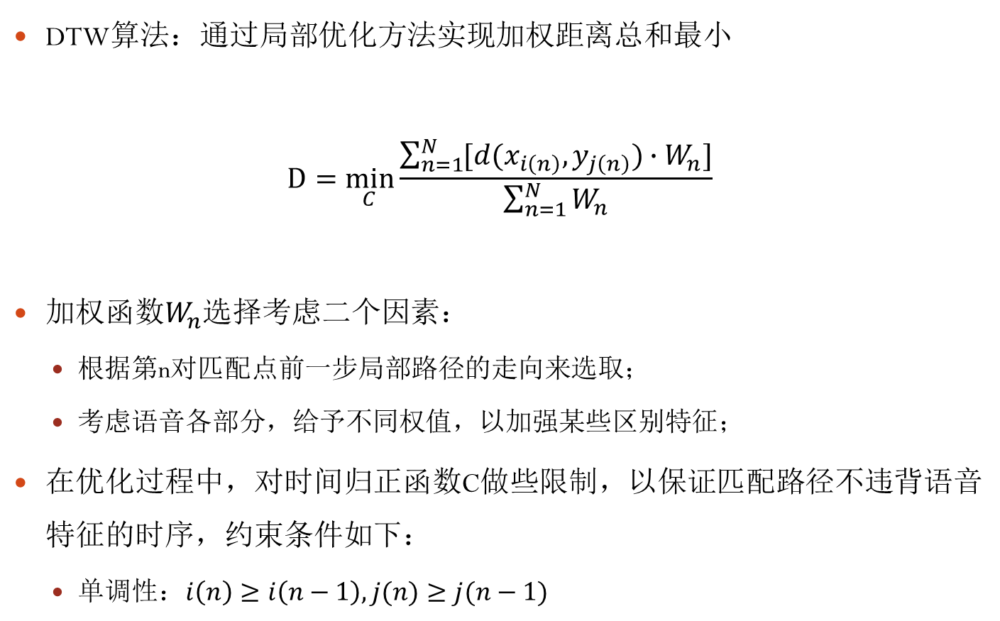 • DTW算法：通过局部优化方法实现加权距离总和最小
D = min_C \frac{\sum_{n=1}^{N}[d(x_{i(n)}, y_{j(n)}) · W_n]}{\sum_{n=1}^{N} W_n}
• 加权函数W_n选择考虑二个因素：
• 根据第n对匹配点前一步局部路径的走向来选取；
• 考虑语音各部分，给予不同权值，以加强某些区别特征；
• 在优化过程中，对时间归正函数C做些限制，以保证匹配路径不违背语音
特征的时序，约束条件如下：
• 单调性：i(n) ≥ i(n − 1), j(n) ≥ j(n − 1)